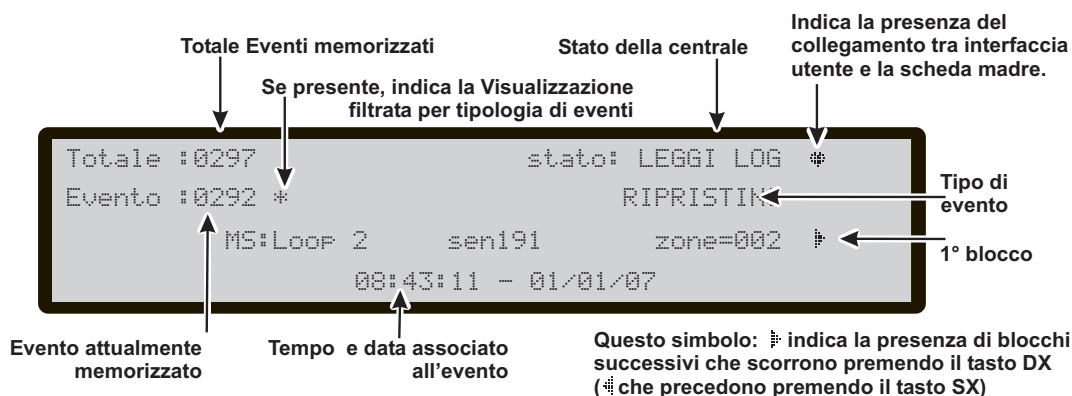 Indica la presenza del
collegamento tra interfaccia
utente e la scheda madre.
Totale Eventi memorizzati
Stato della centrale
Se presente, indica la Visualizzazione
filtrata per tipologia di eventi
Totale :0297 stato: LEGGI LOG
Evento :0292 * RIPRISTIN
Tipo di
evento
MS:Loop 2 sen191 zone=002
1° blocco
08:43:11 - 01/01/07
Evento attualmente
memorizzato
Tempo e data associato
all'evento
Questo simbolo: indica la presenza di blocchi
successivi che scorrono premendo il tasto DX
( che precedono premendo il tasto SX)